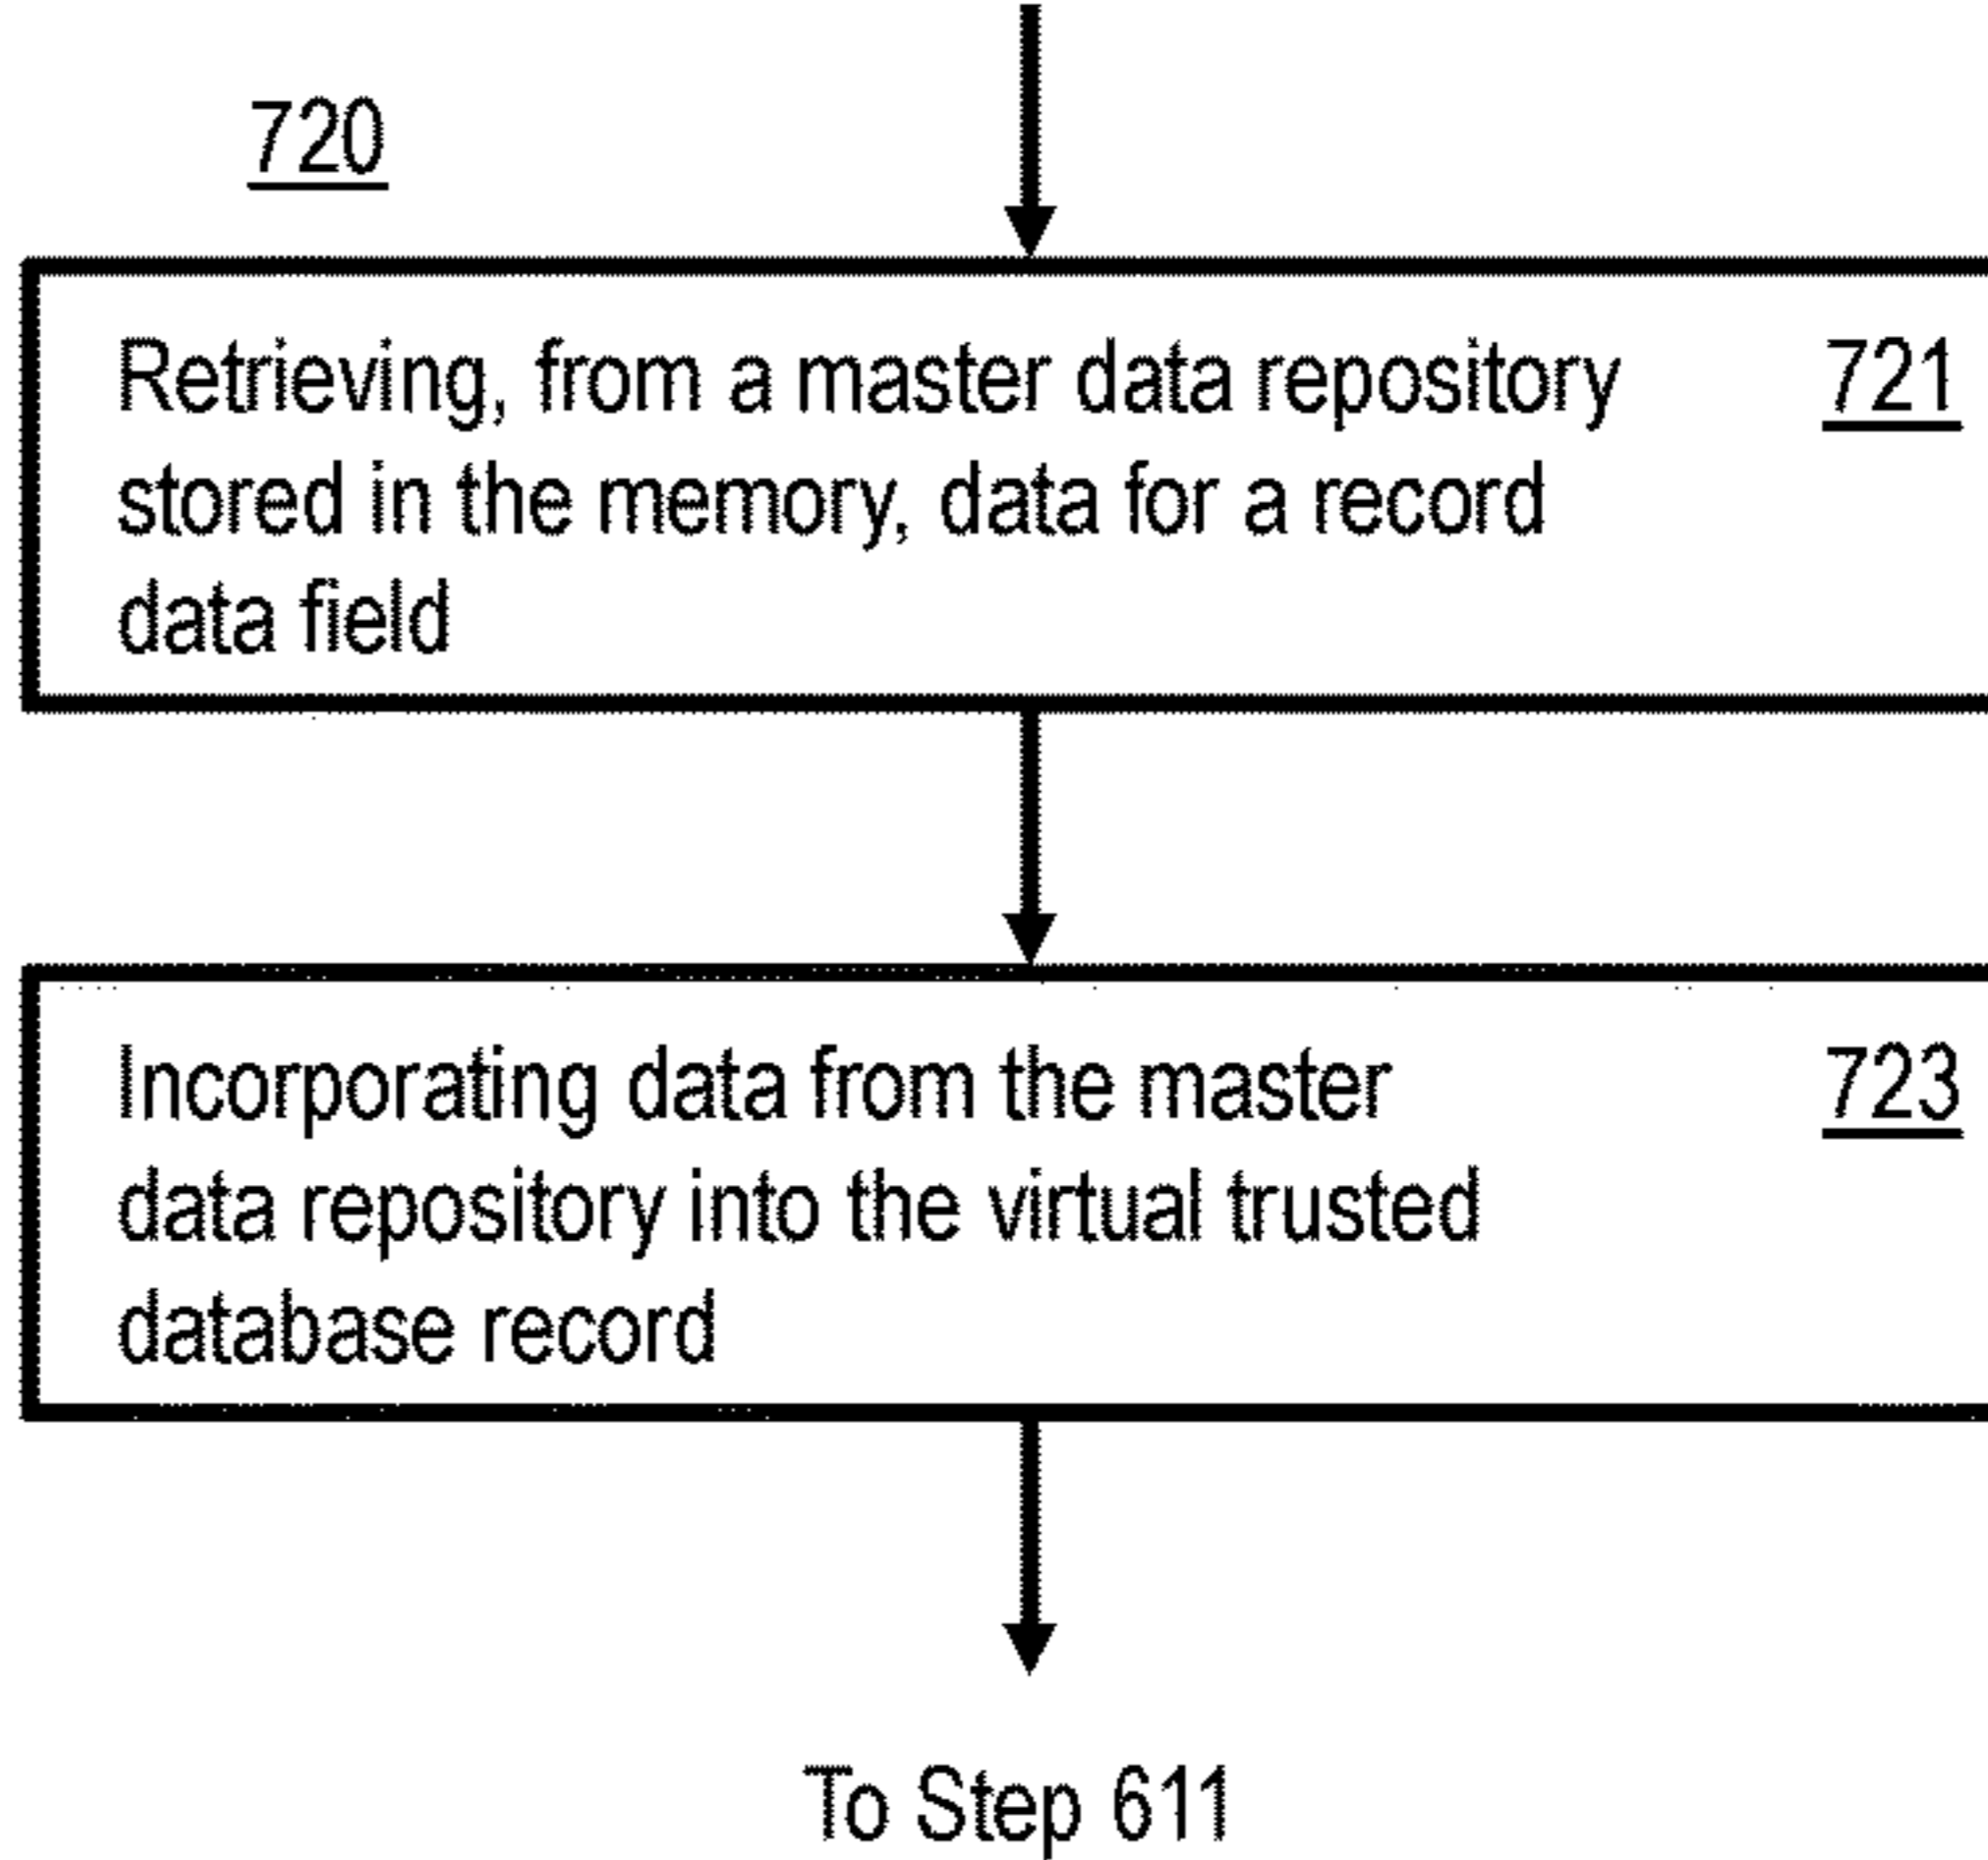 720
Retrieving, from a master data repository 721
stored in the memory, data for a record
data field
Incorporating data from the master 723
data repository into the virtual trusted
database record
To Step 611